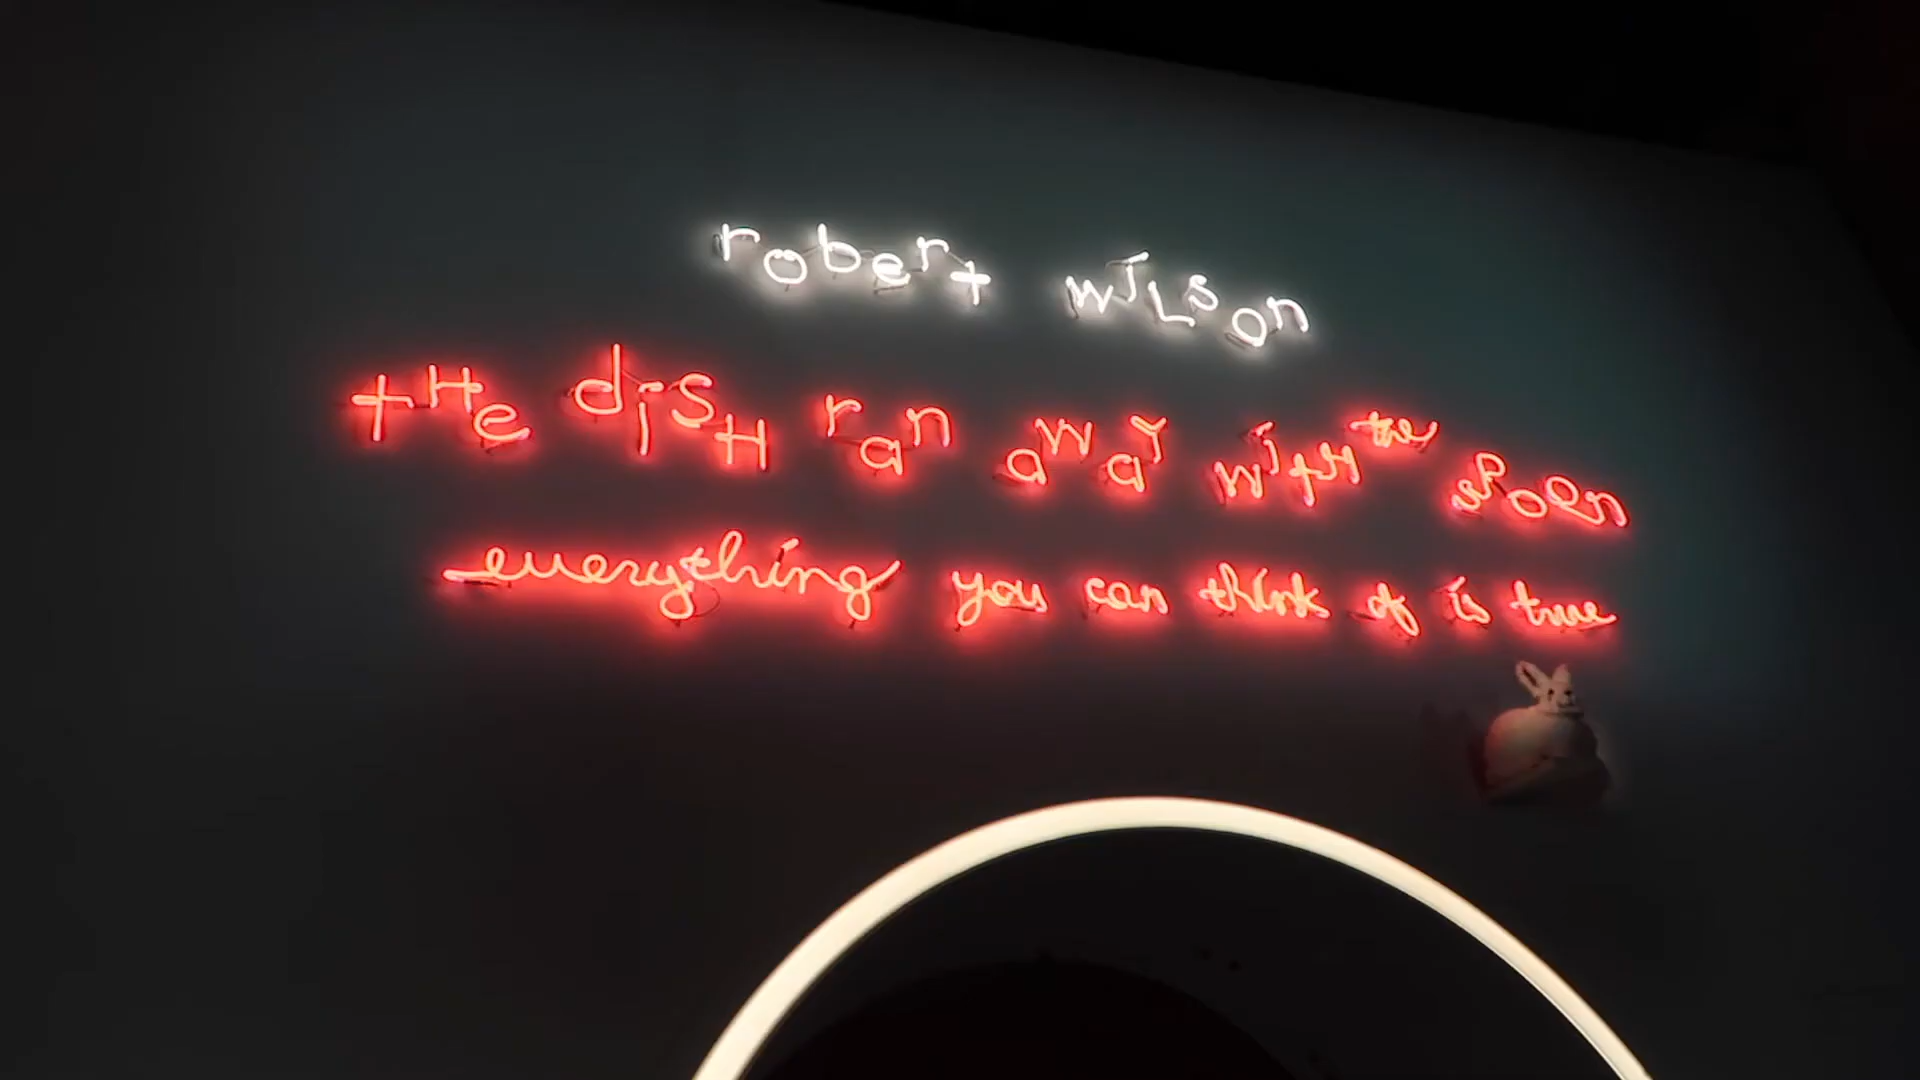 robert wiLson
tHe disH ran awaY witH the sPoon
everything you can think of is true